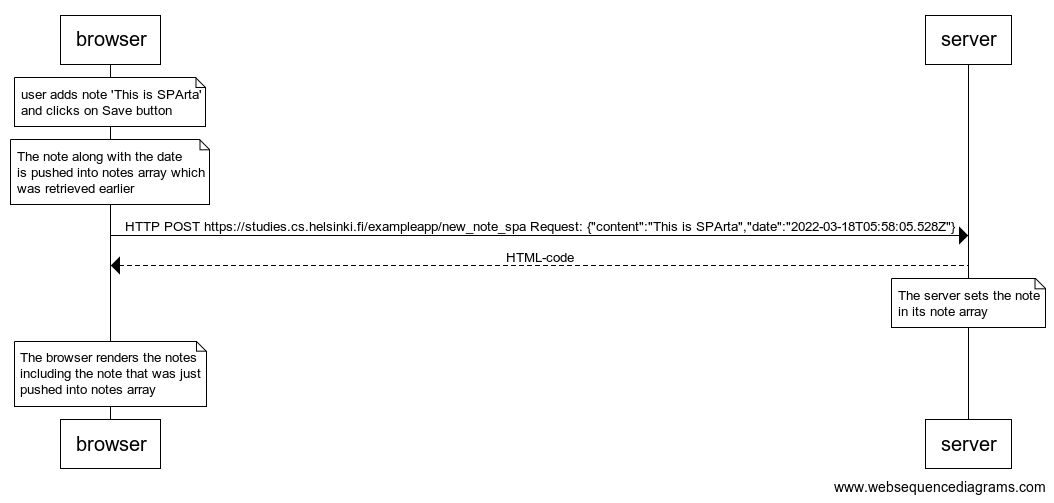 browser
server
user adds note 'This is SPArta'
and clicks on Save button
The note along with the date
is pushed into notes array which
was retrieved earlier
HTTP POST https://studies.cs.helsinki.fi/exampleapp/new_note_spa Request: {"content":"This is SPArta","date":"2022-03-18T05:58:05.528Z"}
HTML-code
The server sets the note
in its note array
The browser renders the notes
including the note that was just
pushed into notes array
browser
server
www.websequencediagrams.com